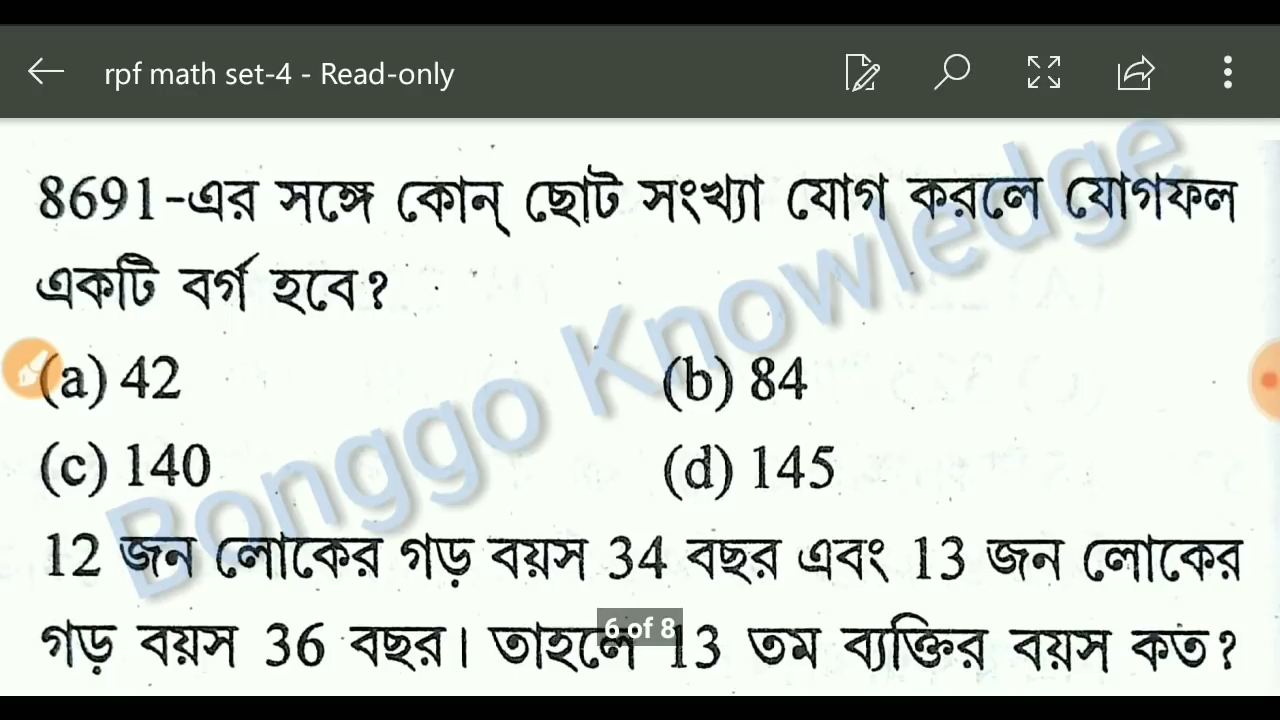 rpf math set-4 - Read-only
8691-এর সঙ্গে কোন্ ছোট সংখ্যা যোগ করলে যোগফল
একটি বর্গ হবে?
(a) 42 (b) 84
(c) 140 (d) 145
Bonggo Knowledge
12 জন লোকের গড় বয়স 34 বছর এবং 13 জন লোকের
গড় বয়স 36 বছর। তাহলে 13 তম ব্যক্তির বয়স কত?
6 of 8